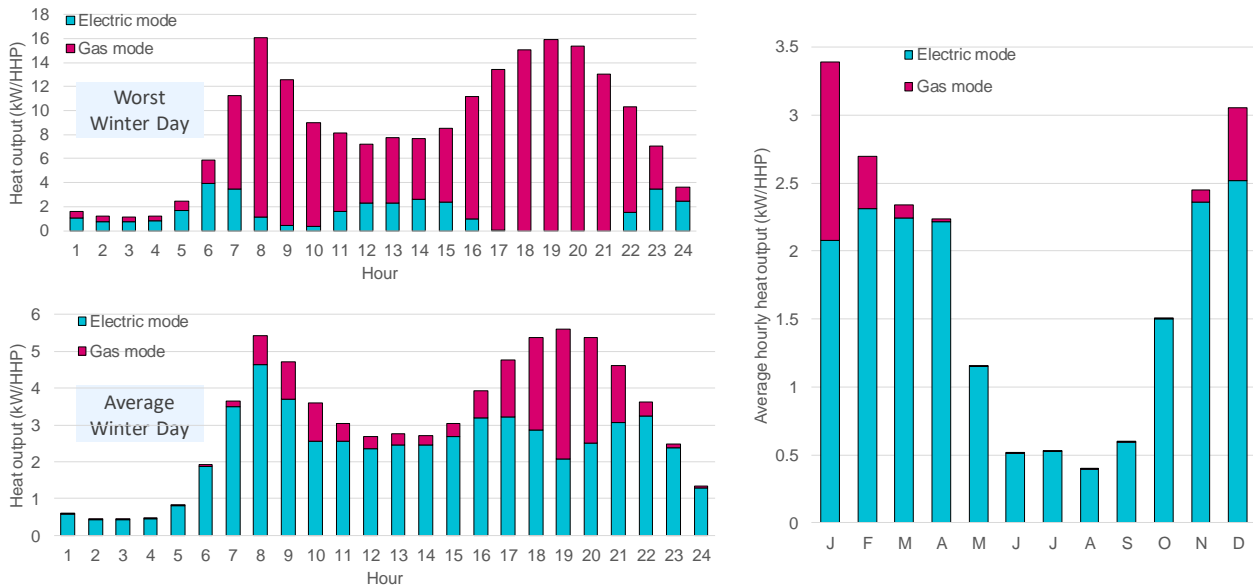 18
16
14
12
10
8
6
4
2
0
Heat output (kW/HHP)
Electric mode
Gas mode
Worst
Winter Day
1 2 3 4 5 6 7 8 9 10 11 12 13 14 15 16 17 18 19 20 21 22 23 24
Hour
6
5
4
3
2
1
0
Heat output (kW/HHP)
Electric mode
Gas mode
Average
Winter Day
1 2 3 4 5 6 7 8 9 10 11 12 13 14 15 16 17 18 19 20 21 22 23 24
Hour
3.5
3
2.5
2
1.5
1
0.5
0
Average hourly heat output (kW/HHP)
Electric mode
Gas mode
J F M A M J J A S O N D